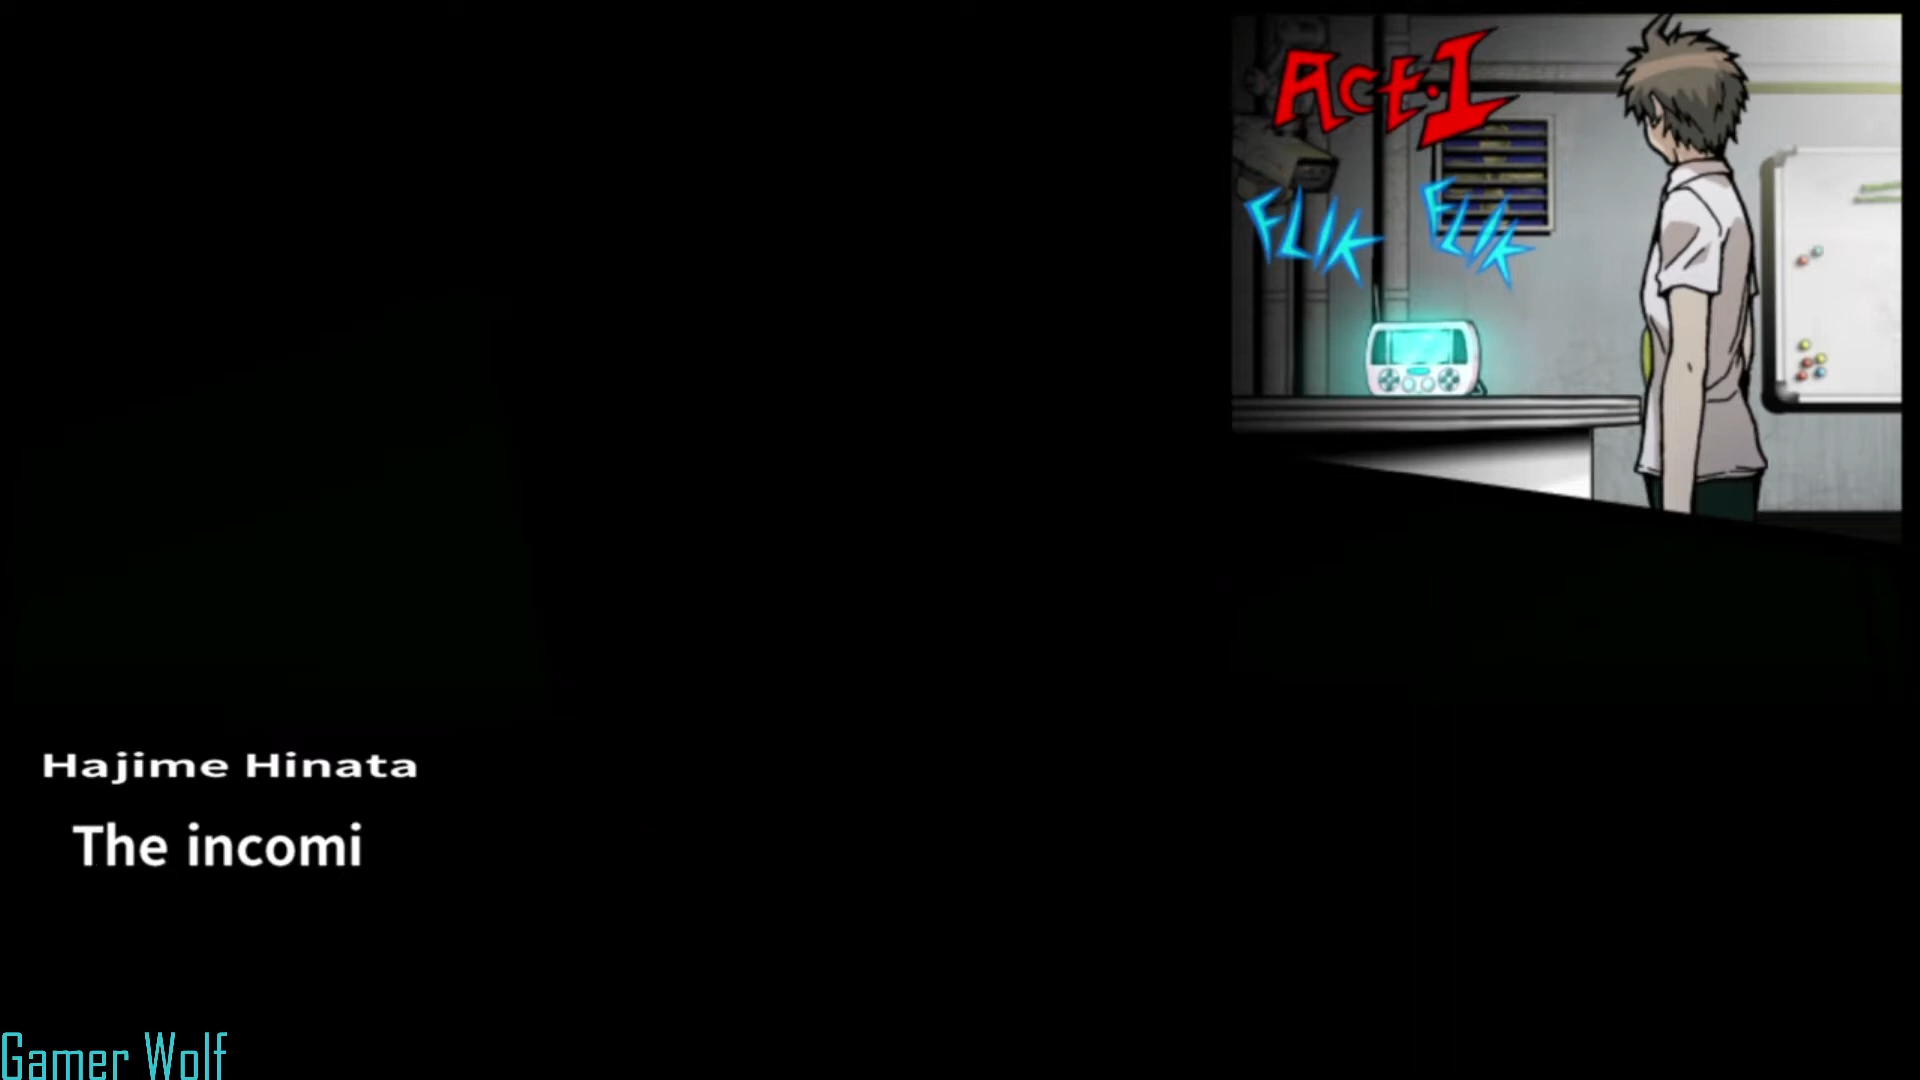 Act.1
FLIK FLIK
Hajime Hinata
The incomi
Gamer Wolf